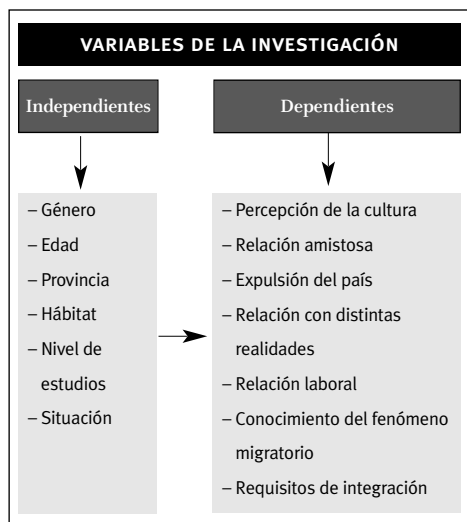 VARIABLES DE LA INVESTIGACIÓN
Independientes
– Género
– Edad
– Provincia
– Hábitat
– Nivel de
estudios
– Situación
Dependientes
– Percepción de la cultura
– Relación amistosa
– Expulsión del país
– Relación con distintas
realidades
– Relación laboral
– Conocimiento del fenómeno
migratorio
– Requisitos de integración